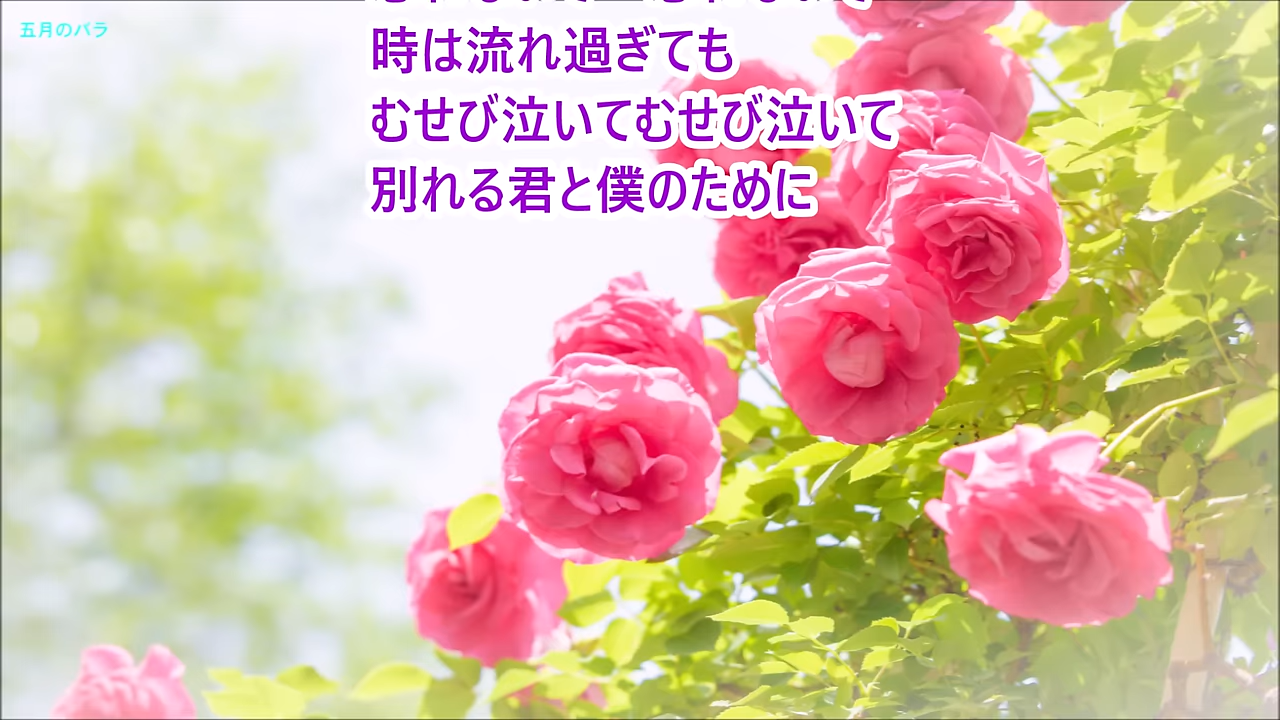 五月のバラ
時は流れ過ぎても
むせび泣いてむせび泣いて
別れる君と僕のために